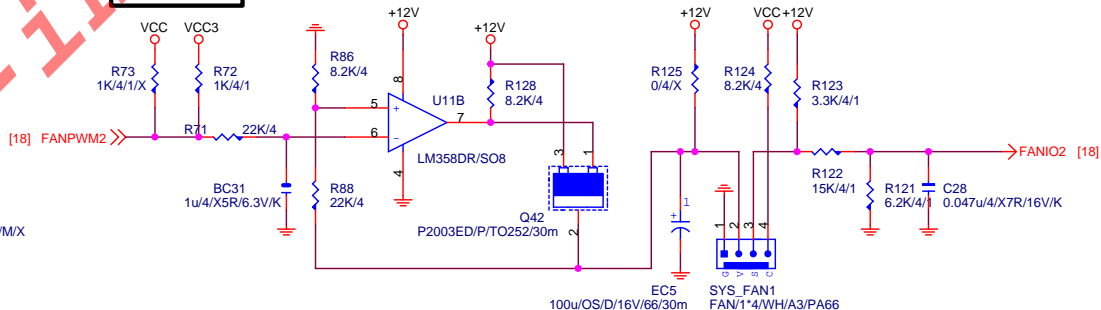 +12V
+12V
+12V
VCC
+12V
VCC
VCC3
R73
1K/4/1/X
R72
1K/4/1
R86
8.2K/4
R128
8.2K/4
R125
0/4/X
R124
8.2K/4
R123
3.3K/4/1
8
5
+
U11B
7
6
−
4
LM358DR/SO8
[18] FANPWM2
R71
22K/4
3
1
FANIO2 [18]
BC31
1u/4/X5R/6.3V/K
R88
22K/4
R122
15K/4/1
R121
6.2K/4/1
C28
0.047u/4/X7R/16V/K
Q42
P2003ED/P/TO252/30m
2
+
1
1
2
3
4
G
V
S
C
M/X
EC5
100u/OS/D/16V/66/30m
SYS_FAN1
FAN/1*4/WH/A3/PA66